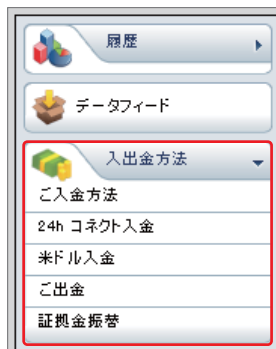 履歴
データフィード
入出金方法
ご入金方法
24h コネクト入金
米ドル入金
ご出金
証拠金振替